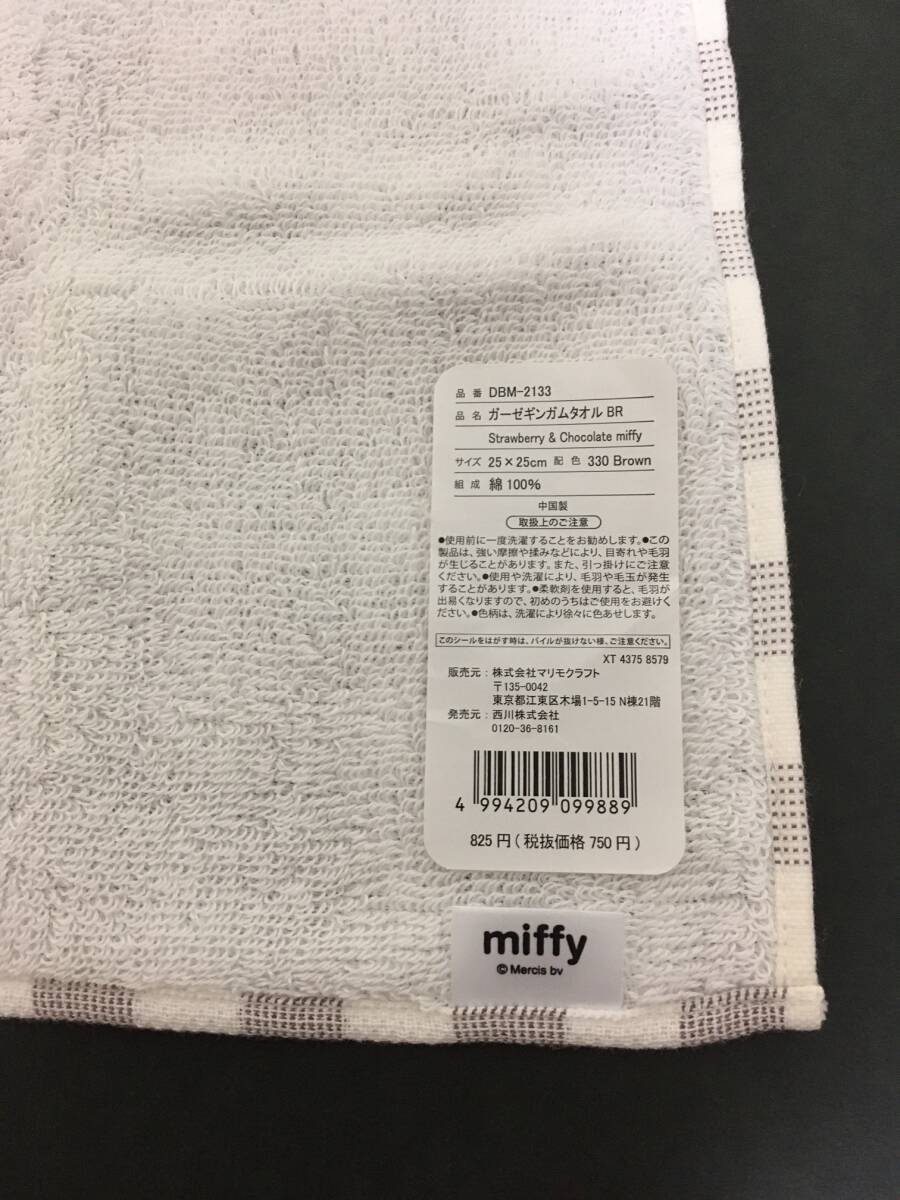 品番 DBM-2133
品名 ガーゼギンガムタオル BR
Strawberry & Chocolate miffy
サイズ 25×25cm 配色 330 Brown
組成 綿100%
中国製
取扱上のご注意
●使用前に一度洗濯することをお勧めします。●この
製品は、強い摩擦や揉みなどにより、目寄れや毛羽
が生じることがあります。また、引っ掛けにご注意
ください。●使用や洗濯により、毛羽や毛玉が発生
することがあります。●柔軟剤を使用すると、毛羽が
出易くなりますので、初めのうちはご使用をお避けく
ださい。●色柄は、洗濯により徐々に色あせします。
このシールをはがす時は、パイルが抜けない様、ご注意ください。
XT 4375 8579
販売元：株式会社マリモクラフト
〒135-0042
東京都江東区木場1-5-15 N棟21階
発売元：西川株式会社
0120-36-8161
4 994209 099889
825円（税抜価格 750円）
miffy
© Mercis bv